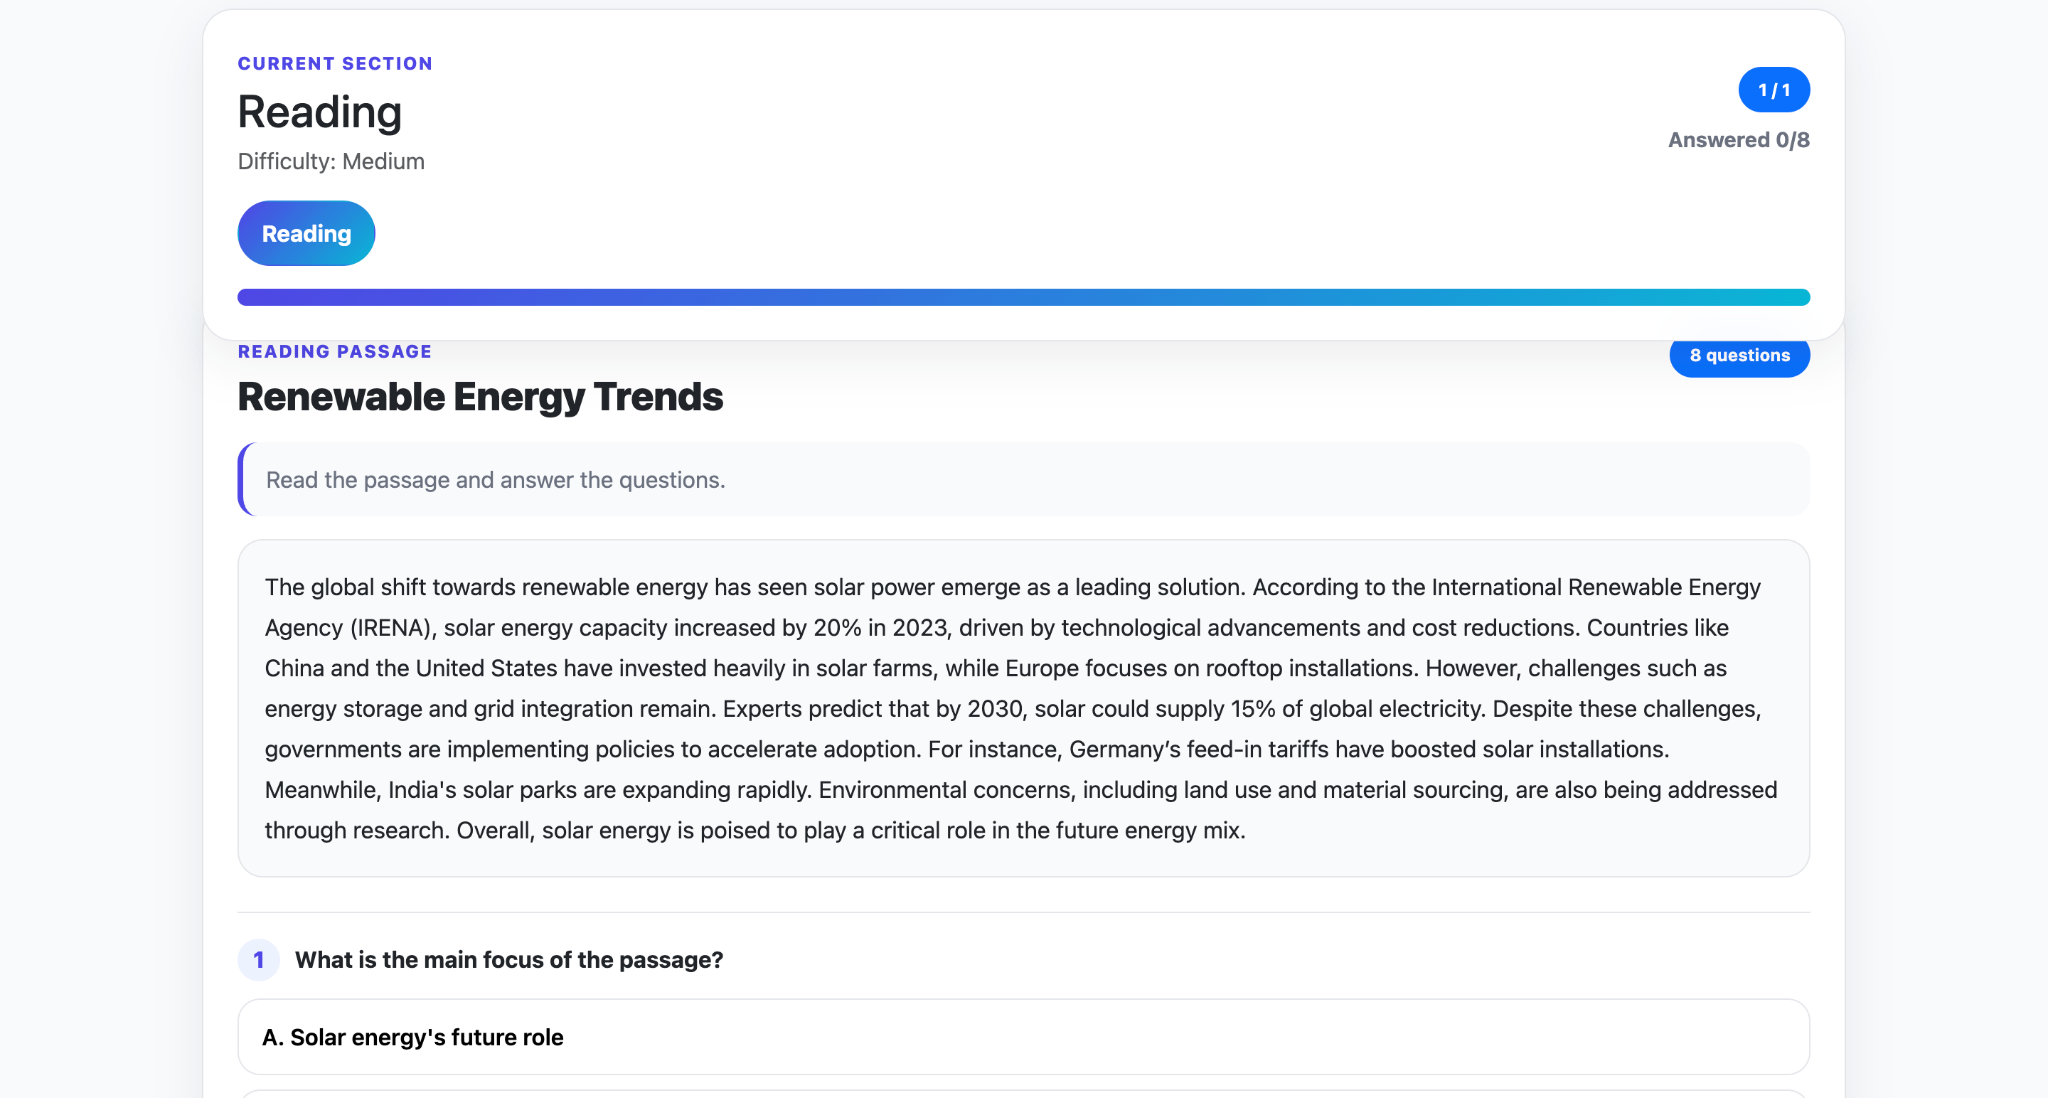 CURRENT SECTION
Reading
Difficulty: Medium
1 / 1
Answered 0/8
Reading
READING PASSAGE
8 questions
Renewable Energy Trends
Read the passage and answer the questions.
The global shift towards renewable energy has seen solar power emerge as a leading solution. According to the International Renewable Energy
Agency (IRENA), solar energy capacity increased by 20% in 2023, driven by technological advancements and cost reductions. Countries like
China and the United States have invested heavily in solar farms, while Europe focuses on rooftop installations. However, challenges such as
energy storage and grid integration remain. Experts predict that by 2030, solar could supply 15% of global electricity. Despite these challenges,
governments are implementing policies to accelerate adoption. For instance, Germany’s feed-in tariffs have boosted solar installations.
Meanwhile, India's solar parks are expanding rapidly. Environmental concerns, including land use and material sourcing, are also being addressed
through research. Overall, solar energy is poised to play a critical role in the future energy mix.
1 What is the main focus of the passage?
A. Solar energy's future role